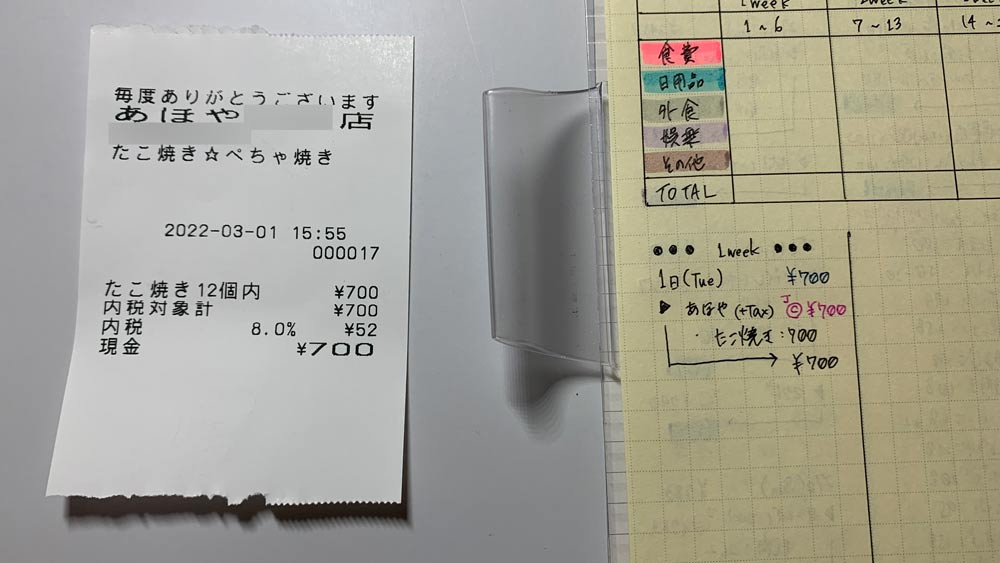 毎度ありがとうございます
あほや 店
たこ焼き☆ぺちゃ焼き
2022-03-01 15:55
000017
たこ焼き12個内 ¥700
内税対象計 ¥700
内税 8.0% ¥52
現金 ¥700
1week
1~6 7~13 14~
食費
日用品
外食
娯楽
その他
TOTAL
••• 1week •••
1日(Tue) ¥700
▶ あほや(+Tax) J© ¥700
・たこ焼き:700
¥700